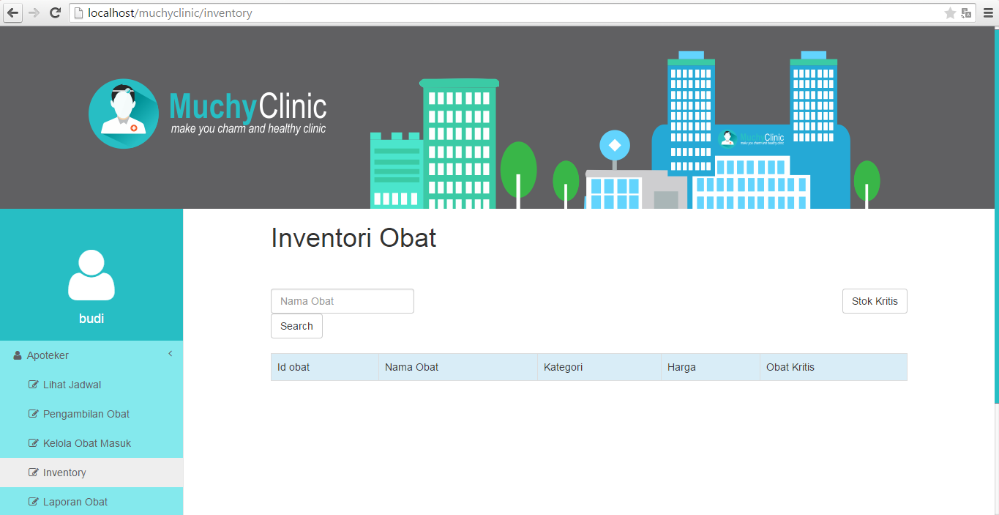 localhost/muchyclinic/inventory
MuchyClinic
make you charm and healthy clinic
MuchyClinic
make you charm and healthy clinic
budi
Apoteker
Lihat Jadwal
Pengambilan Obat
Kelola Obat Masuk
Inventory
Laporan Obat
Inventori Obat
Nama Obat
Stok Kritis
Search
Id obat Nama Obat Kategori Harga Obat Kritis